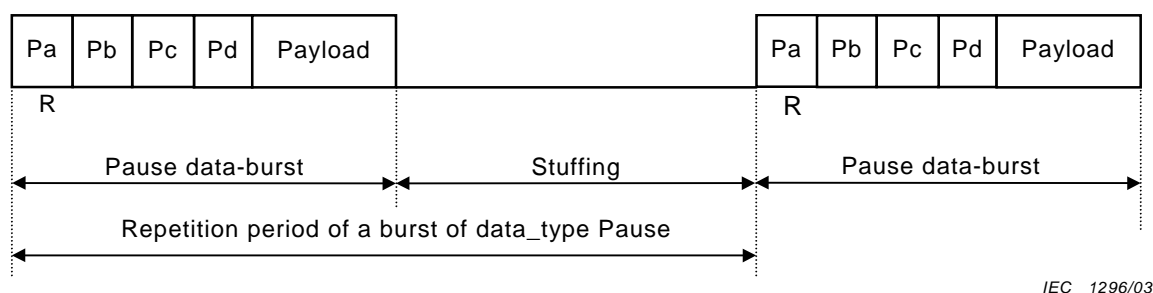 Pa Pb Pc Pd Payload Pa Pb Pc Pd Payload
R R
Pause data-burst Stuffing Pause data-burst
Repetition period of a burst of data_type Pause
IEC 1296/03